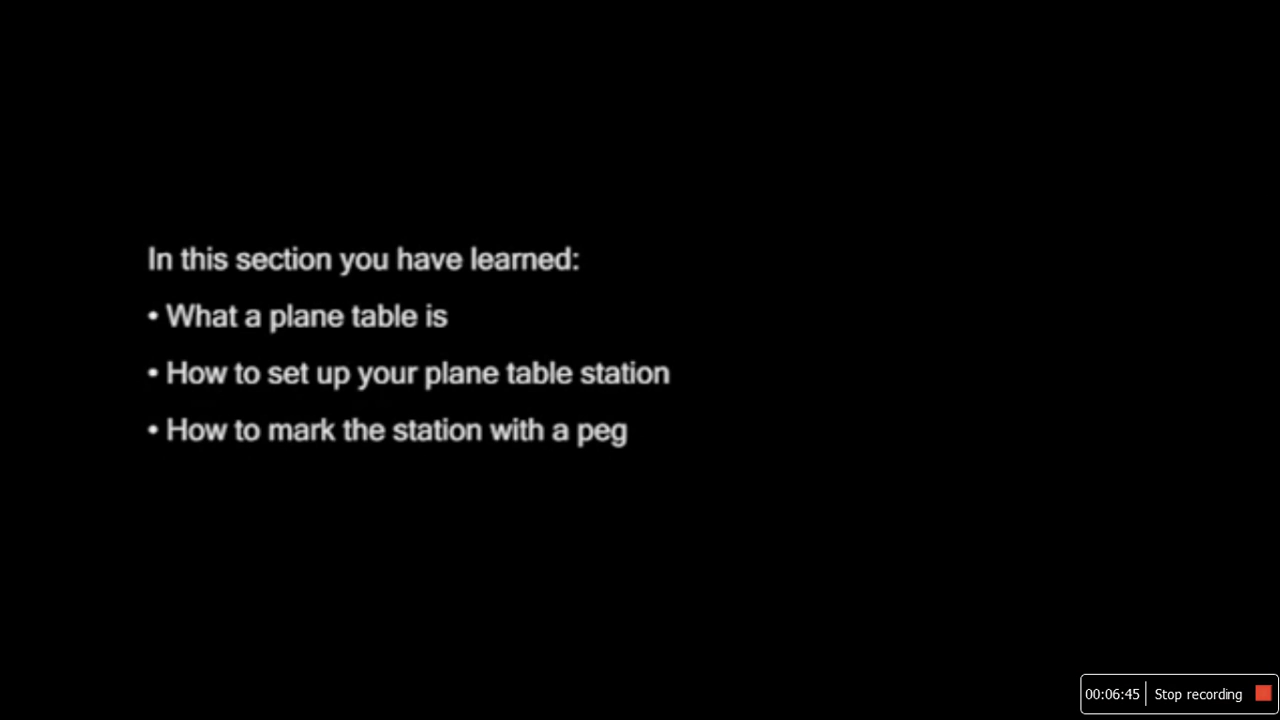 In this section you have learned:
• What a plane table is
• How to set up your plane table station
• How to mark the station with a peg
00:06:45 Stop recording